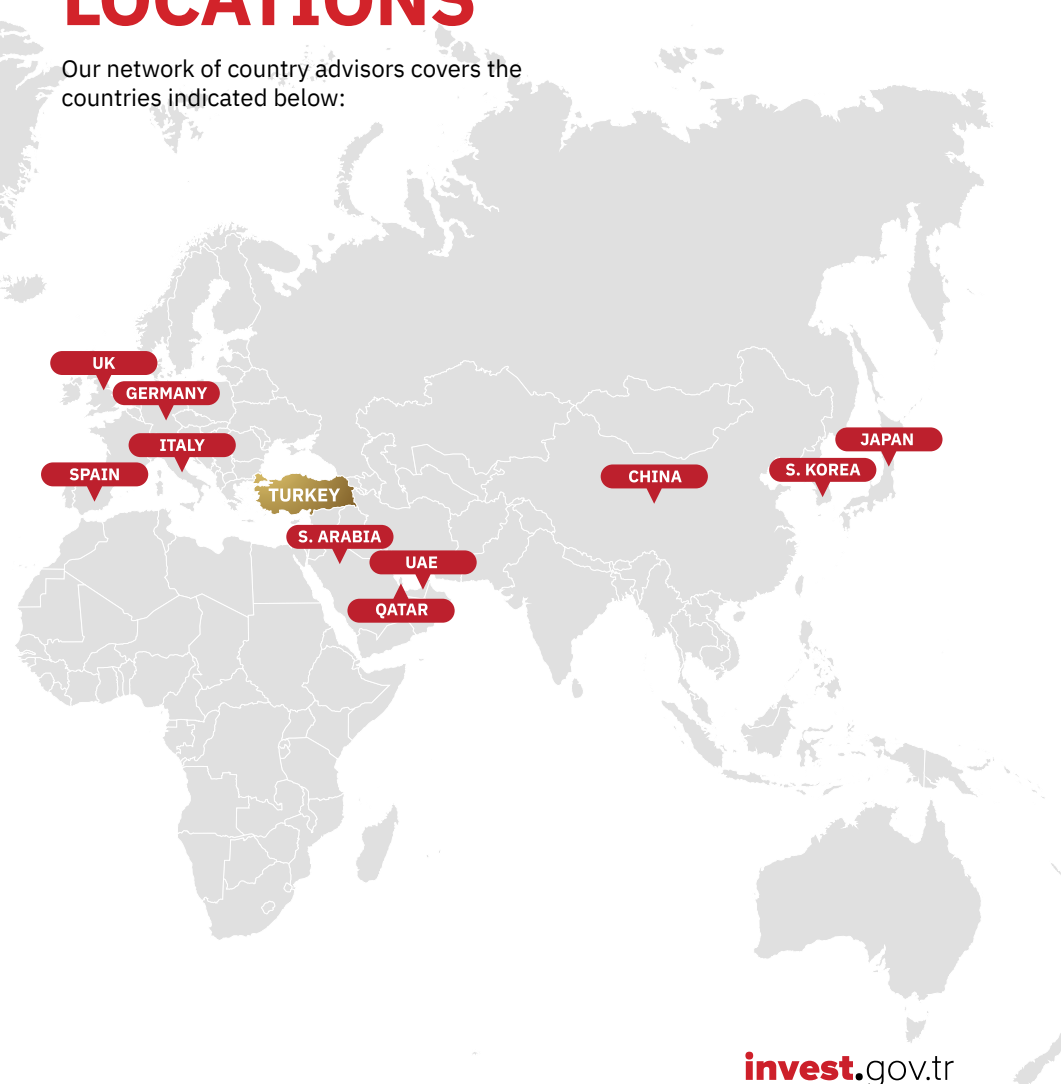 LOCATIONS
Our network of country advisors covers the
countries indicated below:
UK
GERMANY
ITALY
SPAIN
TURKEY
S. ARABIA
UAE
QATAR
CHINA
JAPAN
S. KOREA
invest.gov.tr